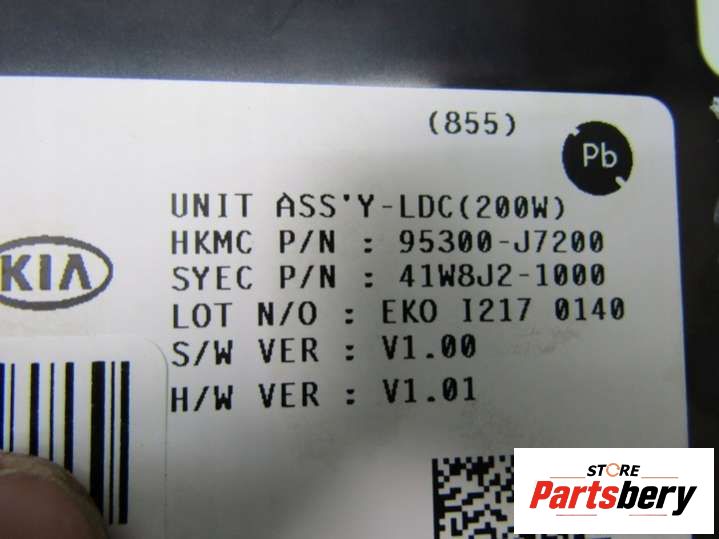 (855)
Pb
UNIT ASS'Y-LDC(200W)
HKMC P/N : 95300-J7200
KIA
SYEC P/N : 41W8J2-1000
LOT N/O : EKO I217 0140
S/W VER : V1.00
H/W VER : V1.01
STORE
Partsbery